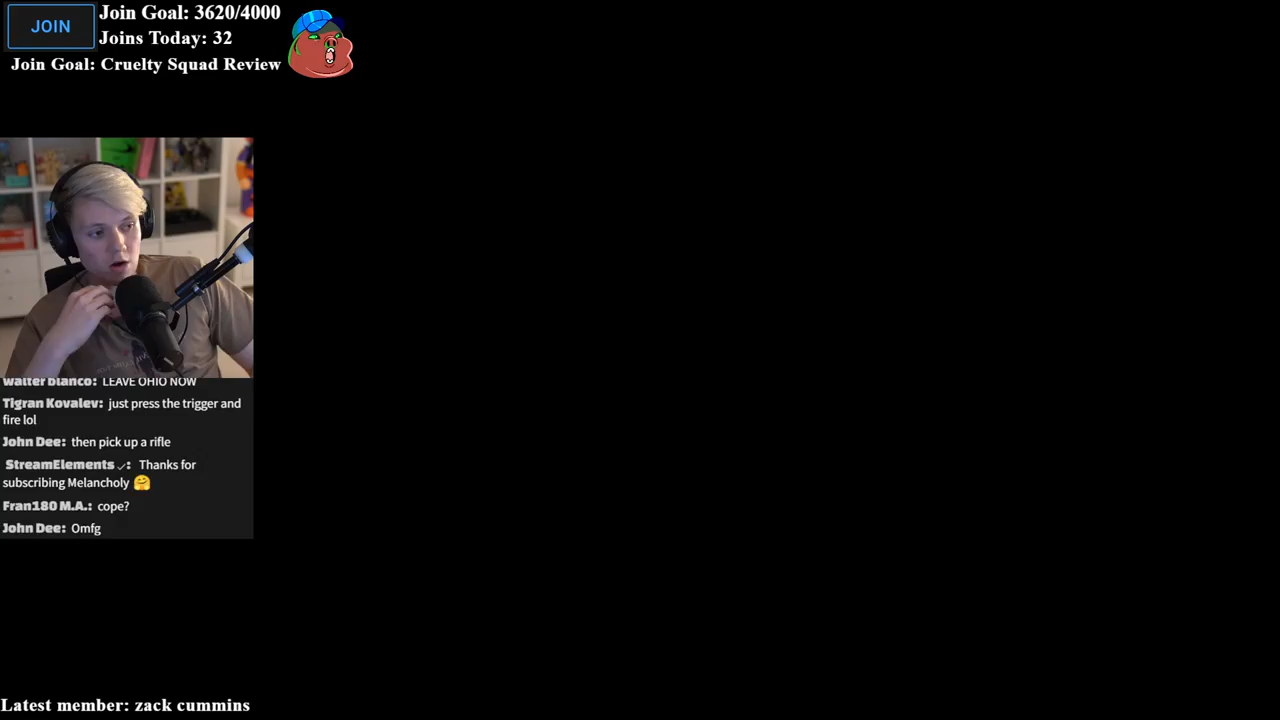 JOIN
Join Goal: 3620/4000
Joins Today: 32
Join Goal: Cruelty Squad Review
walter blanco: LEAVE OHIO NOW
Tigran Kovalev: just press the trigger and
fire lol
John Dee: then pick up a rifle
StreamElements: Thanks for
subscribing Melancholy 🤗
Fran180 M.A.: cope?
John Dee: Omfg
Latest member: zack cummins